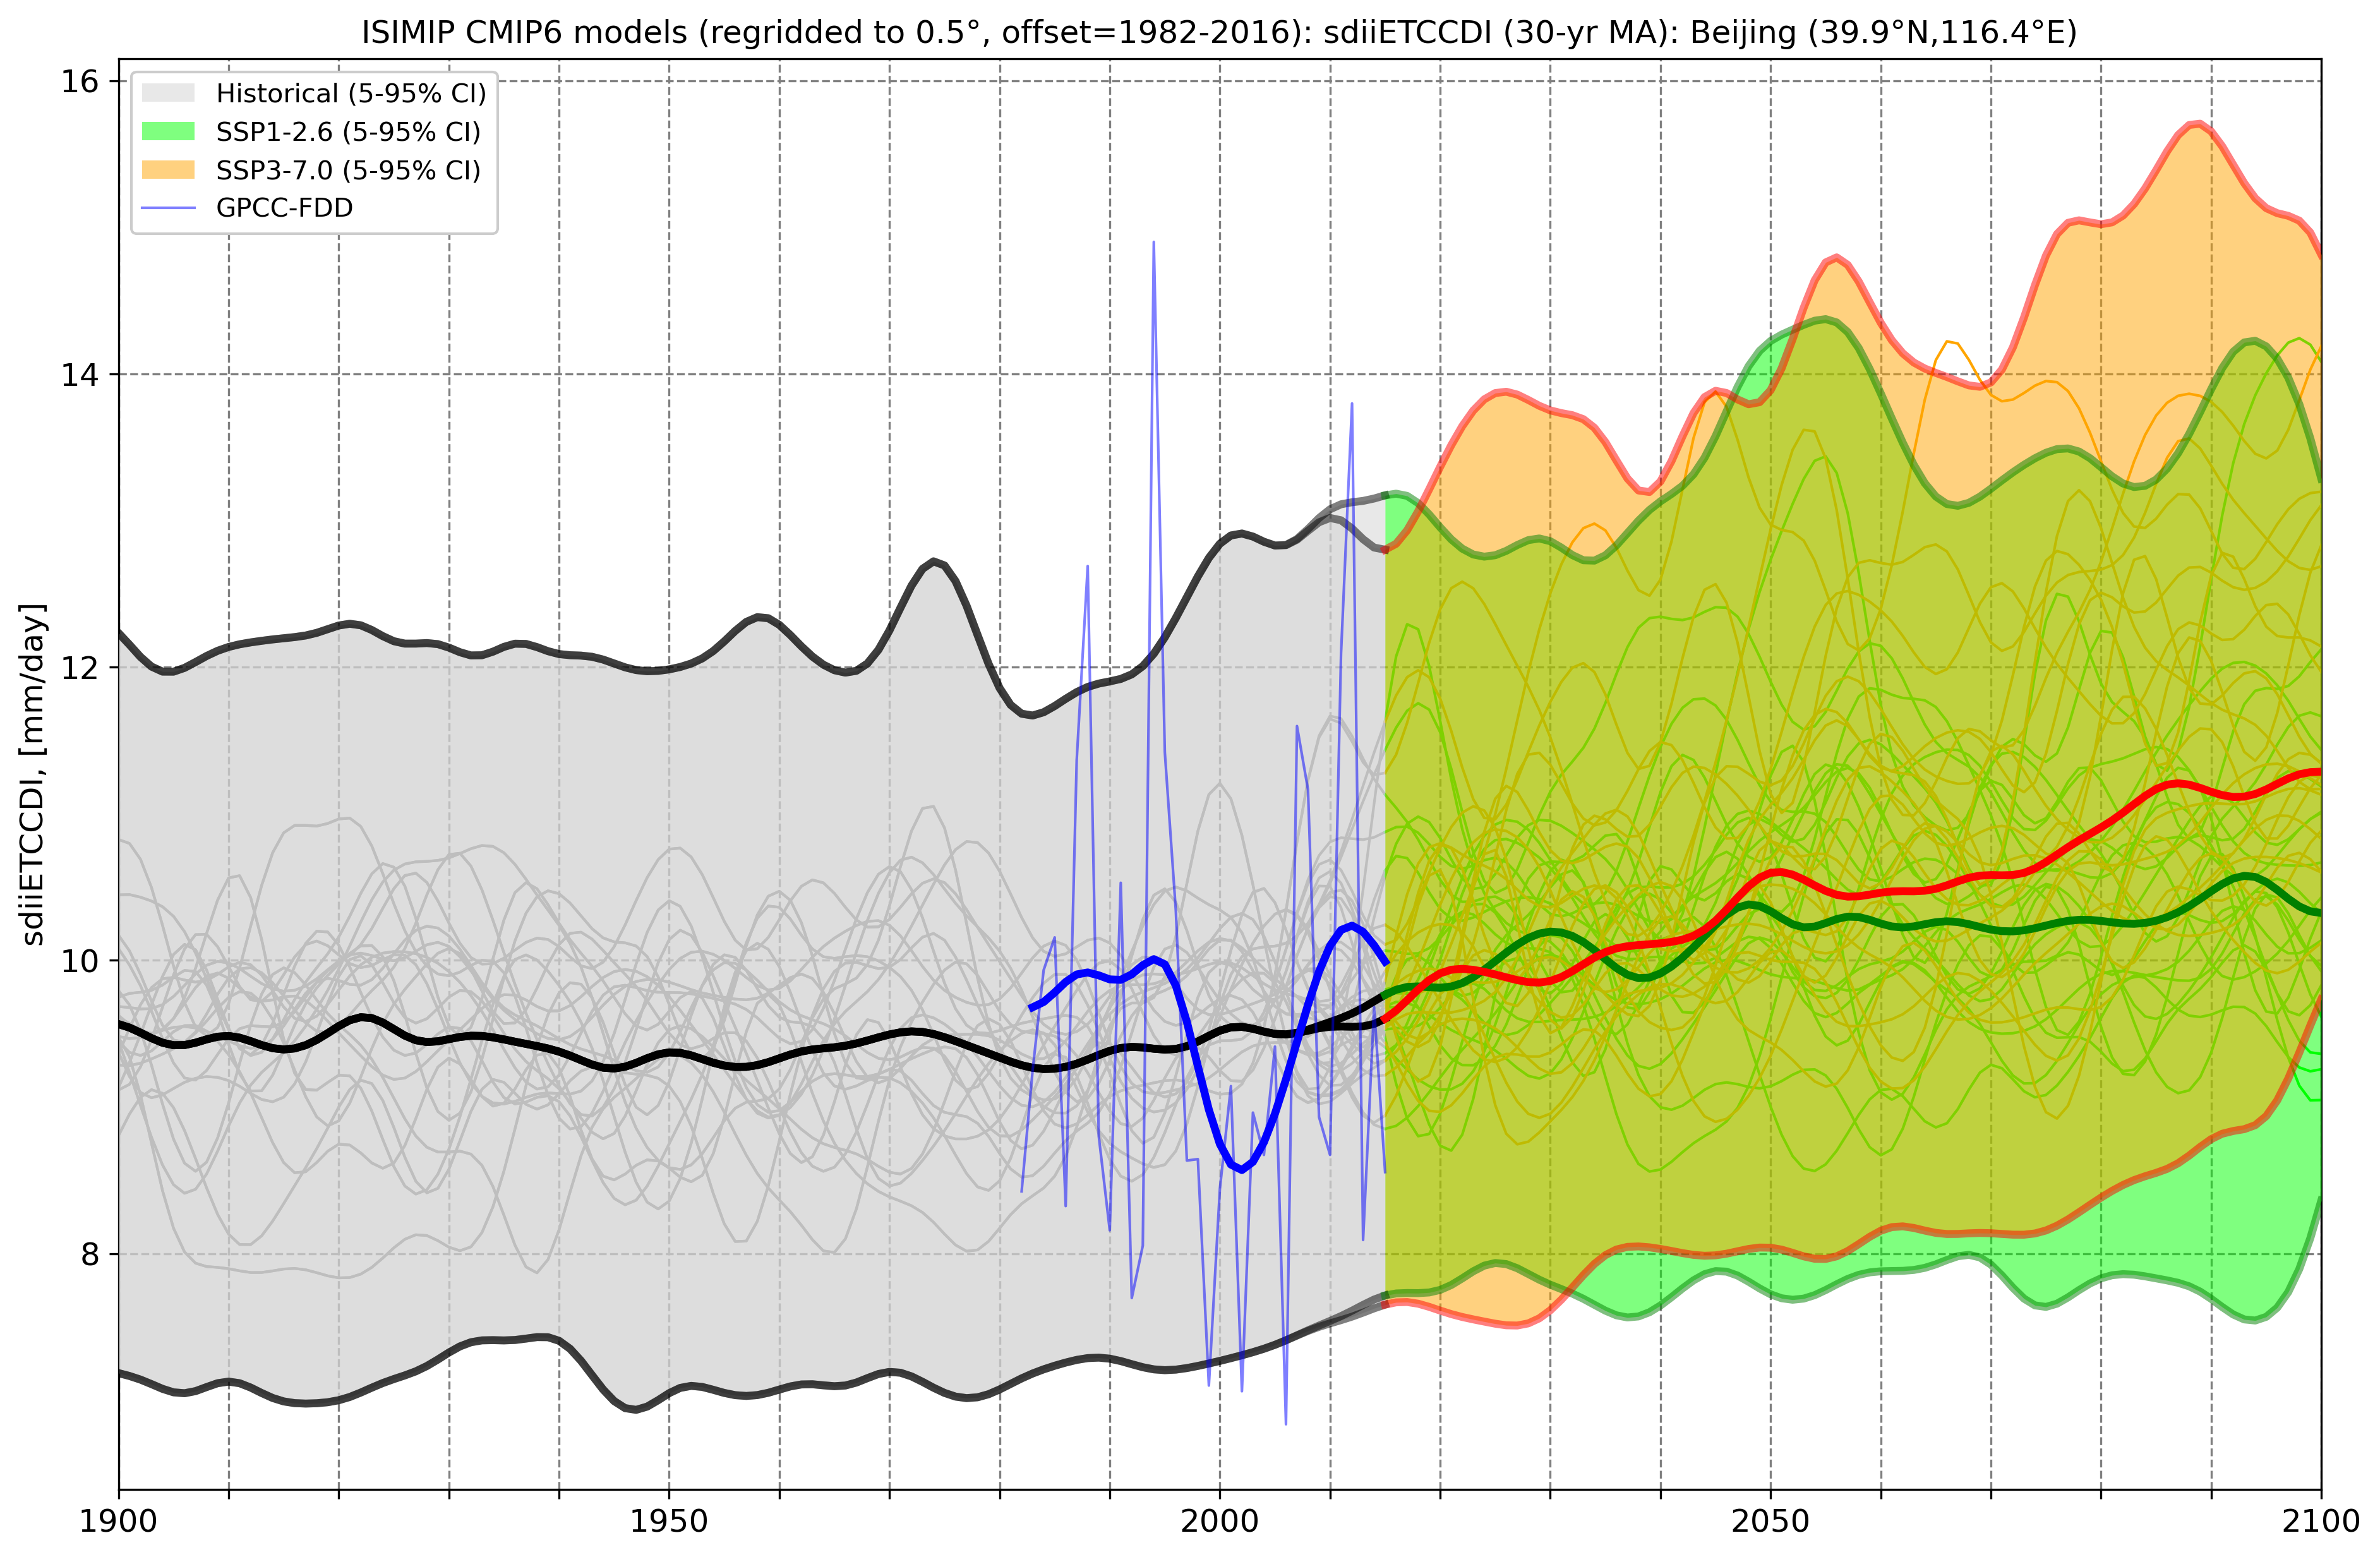 ISIMIP CMIP6 models (regridded to 0.5°, offset=1982-2016): sdiiETCCDI (30-yr MA): Beijing (39.9°N,116.4°E)
Historical (5-95% CI)
SSP1-2.6 (5-95% CI)
SSP3-7.0 (5-95% CI)
GPCC-FDD
sdiiETCCDI, [mm/day]
16
14
12
10
8
1900
1950
2000
2050
2100